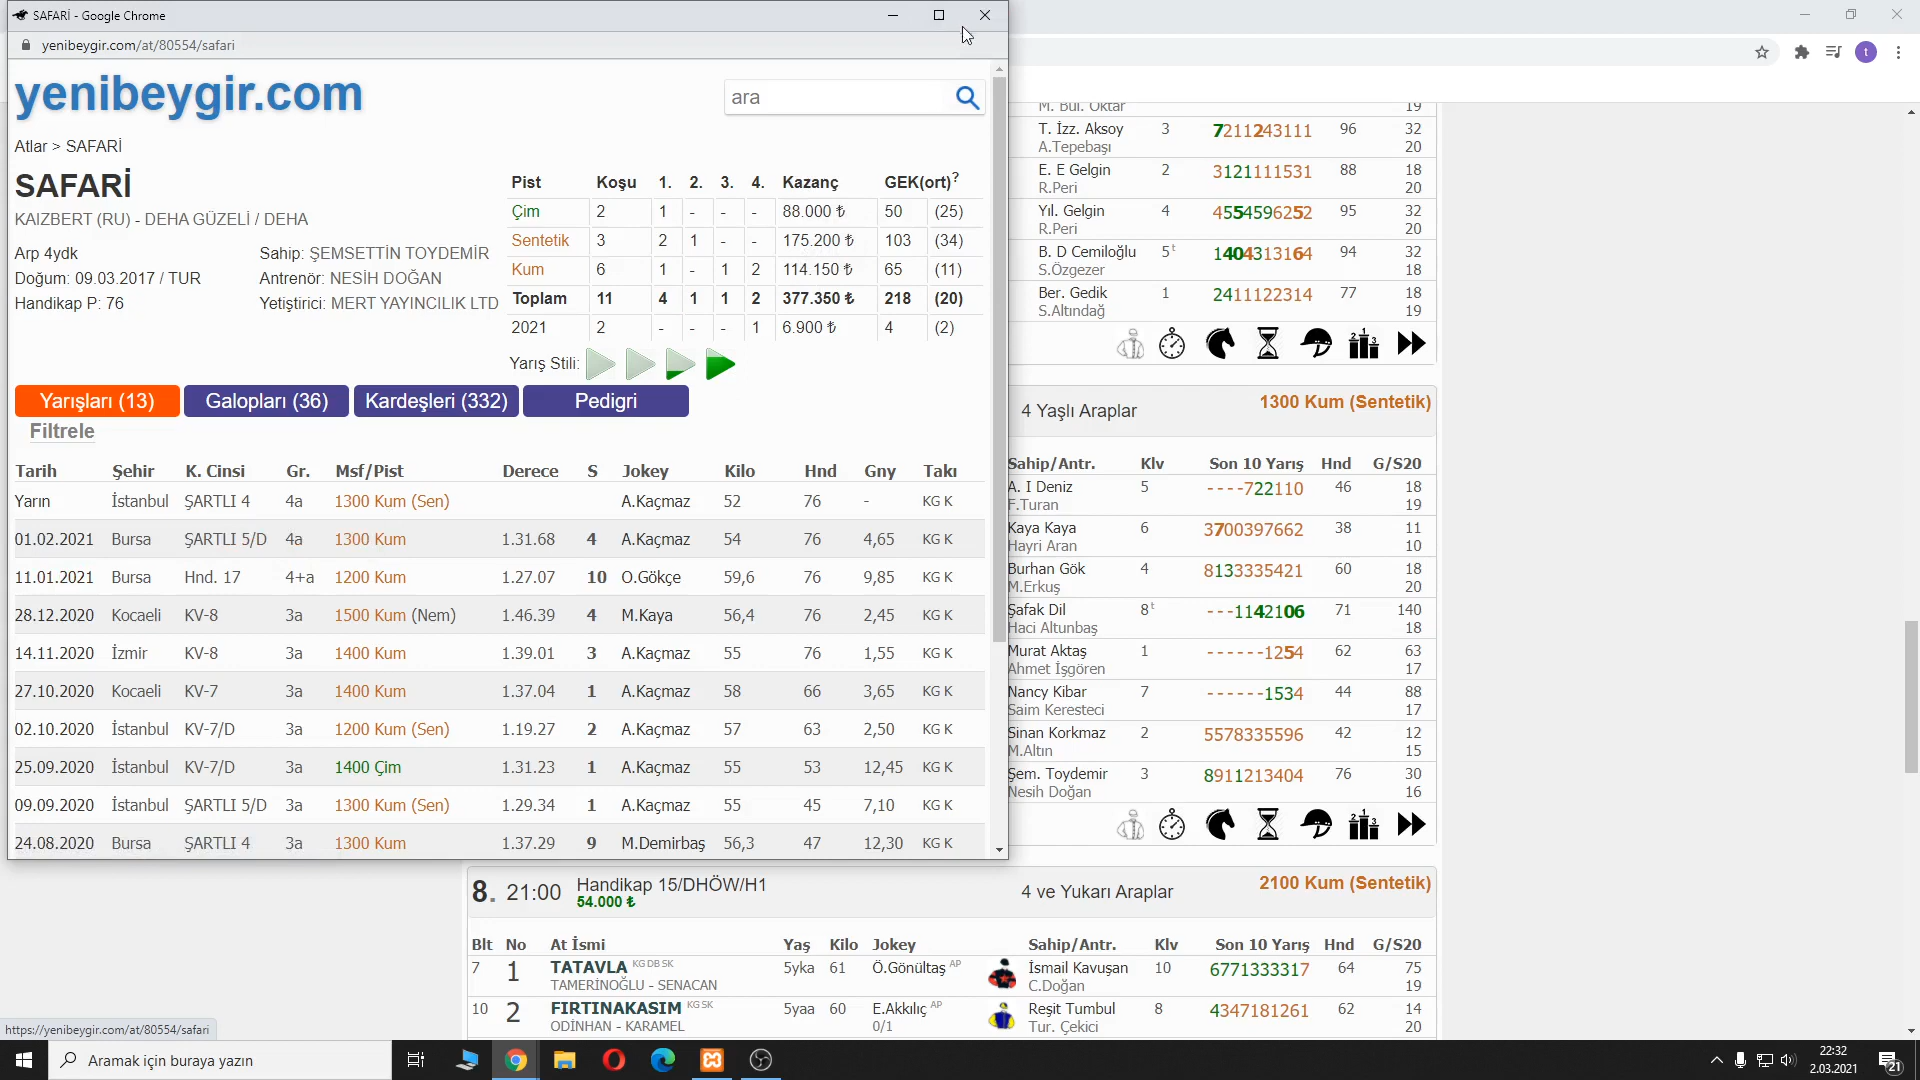 SAFARİ - Google Chrome
yenibeygir.com/at/80554/safari
yenibeygir.com
ara
Atlar > SAFARİ
SAFARİ
KAIZBERT (RU) - DEHA GÜZELİ / DEHA
Arp 4ydk
Sahip: ŞEMSETTİN TOYDEMİR
Doğum: 09.03.2017 / TUR
Antrenör: NESİH DOĞAN
Handikap P: 76
Yetiştirici: MERT YAYINCILIK LTD
Pist Koşu 1. 2. 3. 4. Kazanç GEK(ort)?
Çim 2 1 - - - 88.000 ₺ 50 (25)
Sentetik 3 2 1 - - 175.200 ₺ 103 (34)
Kum 6 1 - 1 2 114.150 ₺ 65 (11)
Toplam 11 4 1 1 2 377.350 ₺ 218 (20)
2021 2 - - - 1 6.900 ₺ 4 (2)
Yarış Stili:
Yarışları (13) Galopları (36) Kardeşleri (332) Pedigri
Filtrele
Tarih Şehir K. Cinsi Gr. Msf/Pist Derece S Jokey Kilo Hnd Gny Takı
Yarın İstanbul ŞARTLI 4 4a 1300 Kum (Sen) A.Kaçmaz 52 76 - KG K
01.02.2021 Bursa ŞARTLI 5/D 4a 1300 Kum 1.31.68 4 A.Kaçmaz 54 76 4,65 KG K
11.01.2021 Bursa Hnd. 17 4+a 1200 Kum 1.27.07 10 O.Gökçe 59,6 76 9,85 KG K
28.12.2020 Kocaeli KV-8 3a 1500 Kum (Nem) 1.46.39 4 M.Kaya 56,4 76 2,45 KG K
14.11.2020 İzmir KV-8 3a 1400 Kum 1.39.01 3 A.Kaçmaz 55 76 1,55 KG K
27.10.2020 Kocaeli KV-7 3a 1400 Kum 1.37.04 1 A.Kaçmaz 58 66 3,65 KG K
02.10.2020 İstanbul KV-7/D 3a 1200 Kum (Sen) 1.19.27 2 A.Kaçmaz 57 63 2,50 KG K
25.09.2020 İstanbul KV-7/D 3a 1400 Çim 1.31.23 1 A.Kaçmaz 55 53 12,45 KG K
09.09.2020 İstanbul ŞARTLI 5/D 3a 1300 Kum (Sen) 1.29.34 1 A.Kaçmaz 55 45 7,10 KG K
24.08.2020 Bursa ŞARTLI 4 3a 1300 Kum 1.37.29 9 M.Demirbaş 56,3 47 12,30 KG K
t
M. Bul. Oktar 19
T. İzz. Aksoy 3 7211243111 96 32
A.Tepebaşı 20
E. E Gelgin 2 3121111531 88 18
R.Peri 20
Yıl. Gelgin 4 4554596252 95 32
R.Peri 20
B. D Cemiloğlu 5t 1404313164 94 32
S.Özgezer 18
Ber. Gedik 1 2411122314 77 18
S.Altındağ 19
4 Yaşlı Araplar 1300 Kum (Sentetik)
Sahip/Antr. Klv Son 10 Yarış Hnd G/S20
A. I Deniz 5 ----722110 46 18
F.Turan 19
Kaya Kaya 6 3700397662 38 11
Hayri Aran 10
Burhan Gök 4 8133335421 60 18
M.Erkuş 20
Şafak Dil 8t ---1142106 71 140
Haci Altunbaş 18
Murat Aktaş 1 ------1254 62 63
Ahmet İşgören 17
Nancy Kibar 7 ------1534 44 88
Saim Keresteci 17
Sinan Korkmaz 2 5578335596 42 12
M.Altın 15
Şem. Toydemir 3 8911213404 76 30
Nesih Doğan 16
8. 21:00 Handikap 15/DHÖW/H1 4 ve Yukarı Araplar 2100 Kum (Sentetik)
54.000 ₺
Blt No At İsmi Yaş Kilo Jokey Sahip/Antr. Klv Son 10 Yarış Hnd G/S20
7 1 TATAVLA KG DB SK 5yka 61 Ö.Gönültaş AP İsmail Kavuşan 10 6771333317 64 75
TAMERİNOĞLU - SENACAN C.Doğan 19
10 2 FIRTINAKASIM KG SK 5yaa 60 E.Akkılıç AP Reşit Tumbul 8 4347181261 62 14
ODİNHAN - KARAMEL 0/1 Tur. Çekici 20
https://yenibeygir.com/at/80554/safari
Aramak için buraya yazın
22:32
2.03.2021
21